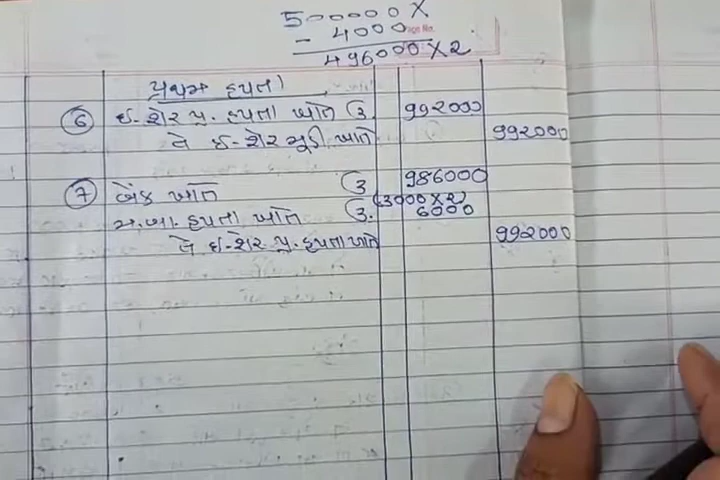 500000 X
- 4000
496000 X 2
પ્રથમ હપતા
6 ઇ-શેર પ્ર. હપતા ખાતે ઉ. 992000
તે ઇ-શેર મૂડી ખાતે 992000
7 બેંક ખાતે ઉ 986000
(3000 X 2)
મ.બા. હપતા ખાતે ઉ. 6000
તે ઇ-શેર પ્ર. હપતા ખાતે 992000